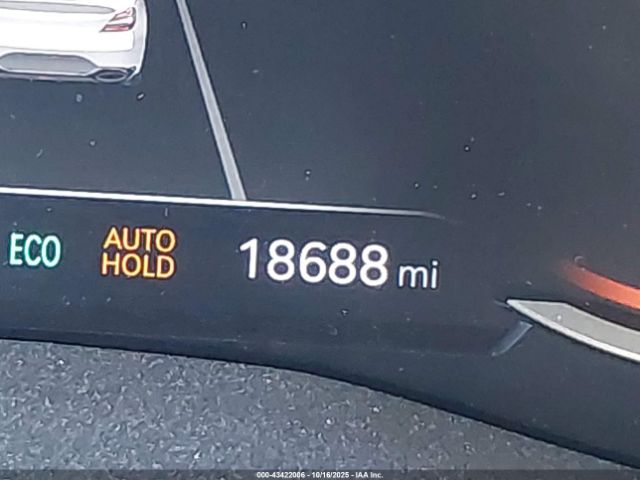 ECO AUTO HOLD 18688 mi
000-43422006 - 10/16/2025 - IAA Inc.